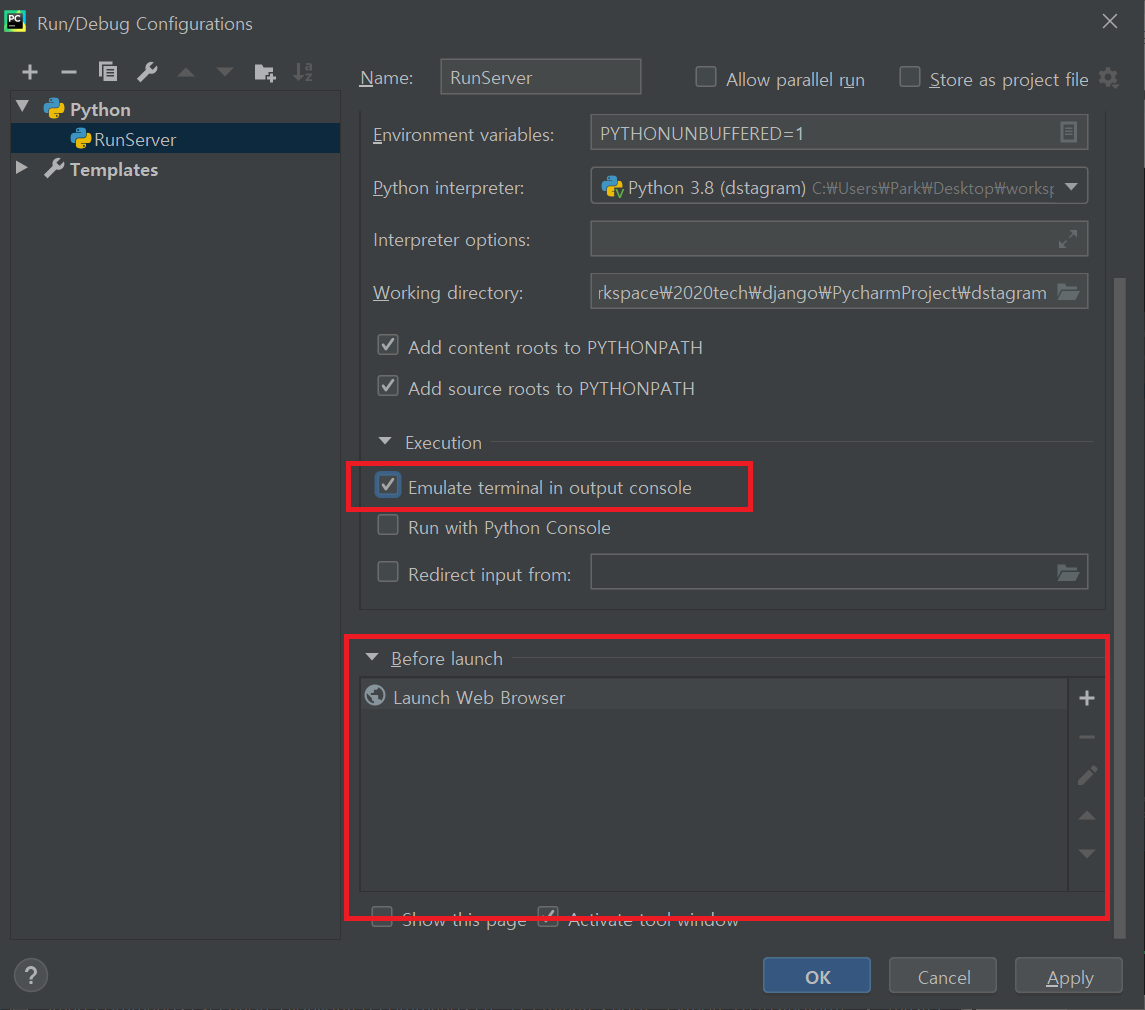 PC
Run/Debug Configurations
Name: RunServer Allow parallel run Store as project file
Python
RunServer
Templates
Environment variables: PYTHONUNBUFFERED=1
Python interpreter: Python 3.8 (dstagram) C:₩Users₩Park₩Desktop₩worksp
Interpreter options:
Working directory: rkspace₩2020tech₩django₩PycharmProject₩dstagram
Add content roots to PYTHONPATH
Add source roots to PYTHONPATH
Execution
Emulate terminal in output console
Run with Python Console
Redirect input from:
Before launch
Launch Web Browser
Show this page Activate tool window
? OK Cancel Apply